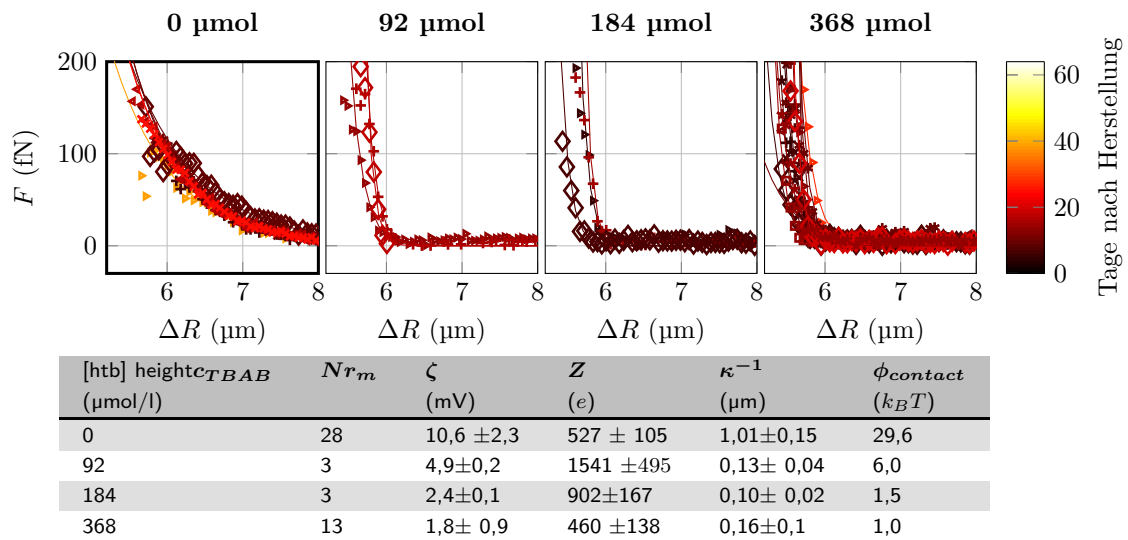 0 µmol 92 µmol 184 µmol 368 µmol
200
100
0
F (fN)
6 7 8 6 7 8 6 7 8 6 7 8
ΔR (µm) ΔR (µm) ΔR (µm) ΔR (µm)
60
40
20
0
Tage nach Herstellung
[htb] heightc_{TBAB} Nr_m ζ Z κ^{-1} ϕ_{contact}
(µmol/l) (mV) (e) (µm) (k_BT)
0 28 10,6 ±2,3 527 ± 105 1,01±0,15 29,6
92 3 4,9±0,2 1541 ±495 0,13± 0,04 6,0
184 3 2,4±0,1 902±167 0,10± 0,02 1,5
368 13 1,8± 0,9 460 ±138 0,16±0,1 1,0